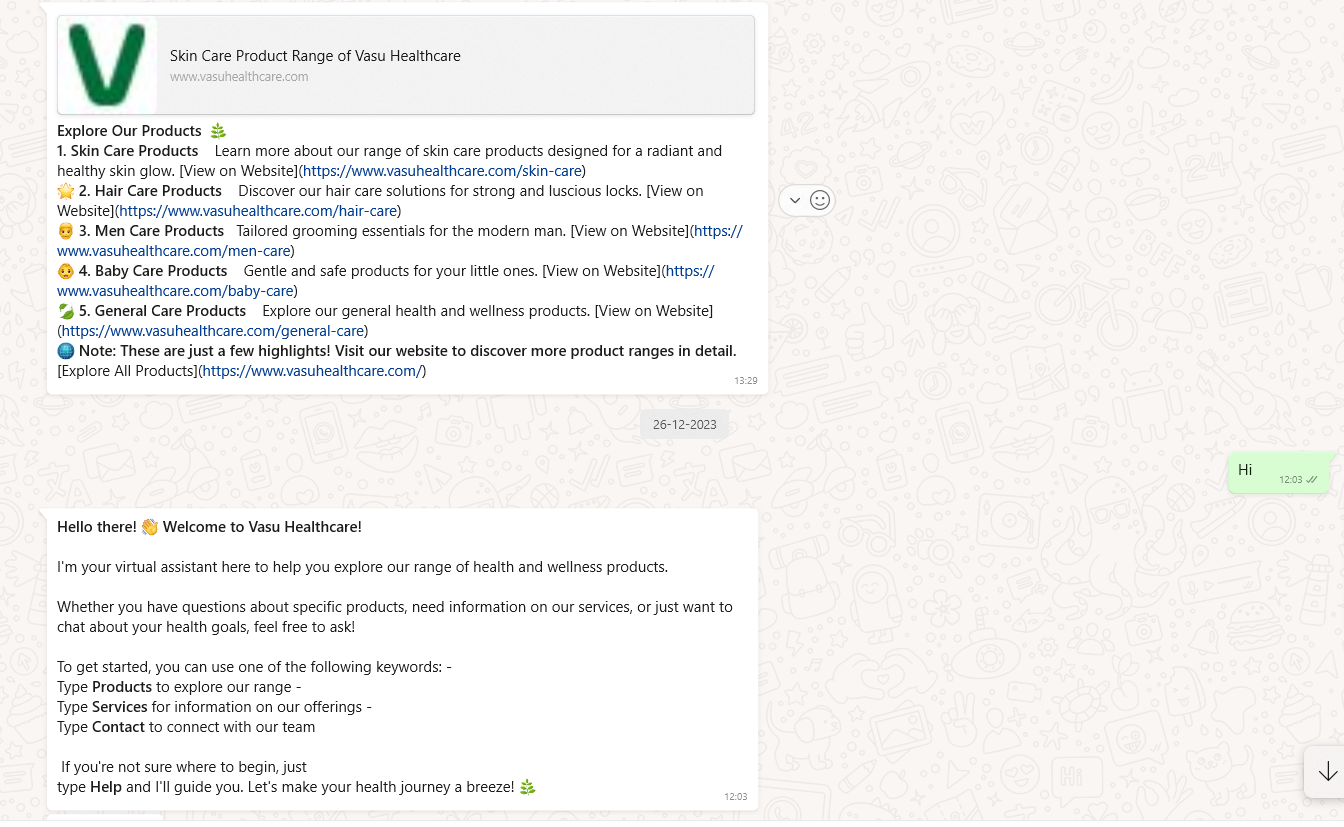 Skin Care Product Range of Vasu Healthcare
www.vasuhealthcare.com
Explore Our Products 🌿
1. Skin Care Products Learn more about our range of skin care products designed for a radiant and
healthy skin glow. [View on Website](https://www.vasuhealthcare.com/skin-care)
🌟 2. Hair Care Products Discover our hair care solutions for strong and luscious locks. [View on
Website](https://www.vasuhealthcare.com/hair-care)
👨 3. Men Care Products Tailored grooming essentials for the modern man. [View on Website](https://
www.vasuhealthcare.com/men-care)
👶 4. Baby Care Products Gentle and safe products for your little ones. [View on Website](https://
www.vasuhealthcare.com/baby-care)
🍃 5. General Care Products Explore our general health and wellness products. [View on Website]
(https://www.vasuhealthcare.com/general-care)
🌐 Note: These are just a few highlights! Visit our website to discover more product ranges in detail.
[Explore All Products](https://www.vasuhealthcare.com/)
13:29
26-12-2023
Hi
12:03
Hello there! 👋 Welcome to Vasu Healthcare!
I'm your virtual assistant here to help you explore our range of health and wellness products.
Whether you have questions about specific products, need information on our services, or just want to
chat about your health goals, feel free to ask!
To get started, you can use one of the following keywords: -
Type Products to explore our range -
Type Services for information on our offerings -
Type Contact to connect with our team
If you're not sure where to begin, just
type Help and I'll guide you. Let's make your health journey a breeze! 🌿
12:03